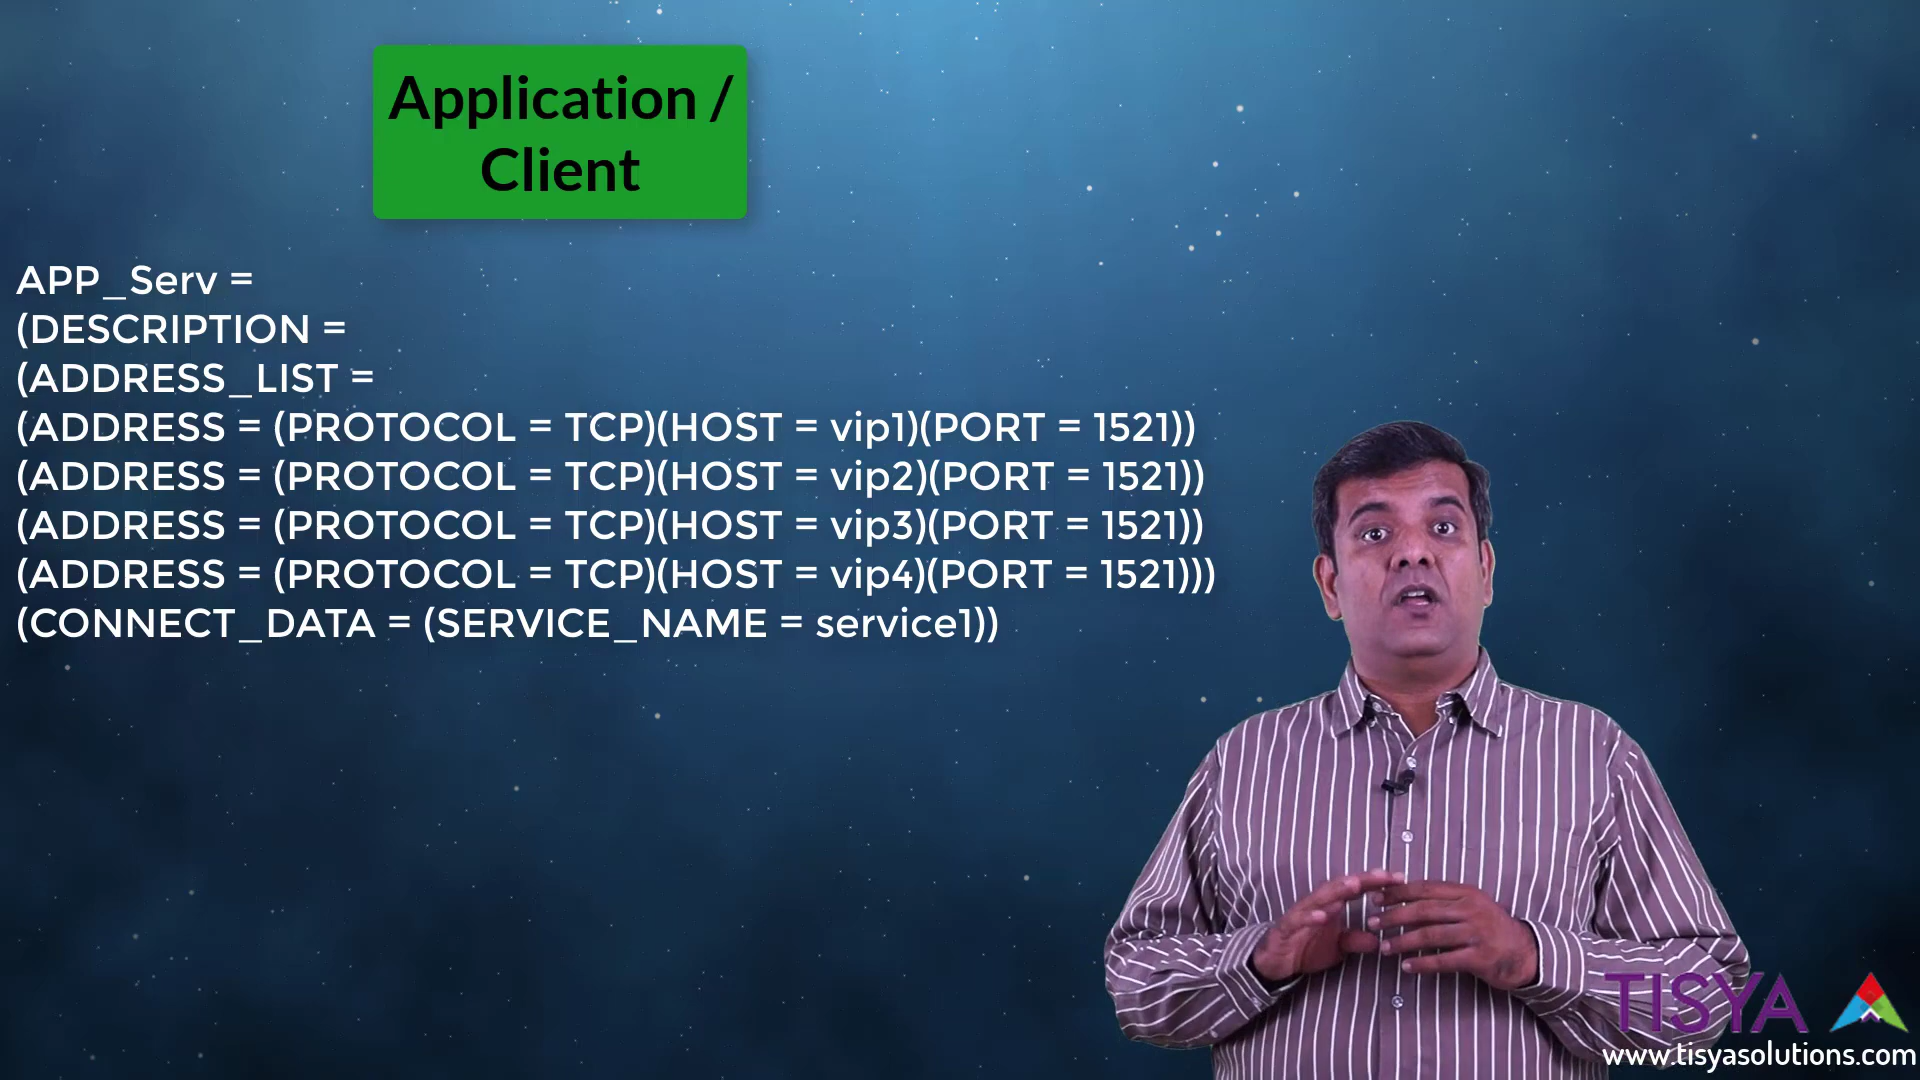 Application /
Client
APP_Serv =
(DESCRIPTION =
(ADDRESS_LIST =
(ADDRESS = (PROTOCOL = TCP)(HOST = vip1)(PORT = 1521))
(ADDRESS = (PROTOCOL = TCP)(HOST = vip2)(PORT = 1521))
(ADDRESS = (PROTOCOL = TCP)(HOST = vip3)(PORT = 1521))
(ADDRESS = (PROTOCOL = TCP)(HOST = vip4)(PORT = 1521)))
(CONNECT_DATA = (SERVICE_NAME = service1))
TISYA
www.tisyasolutions.com